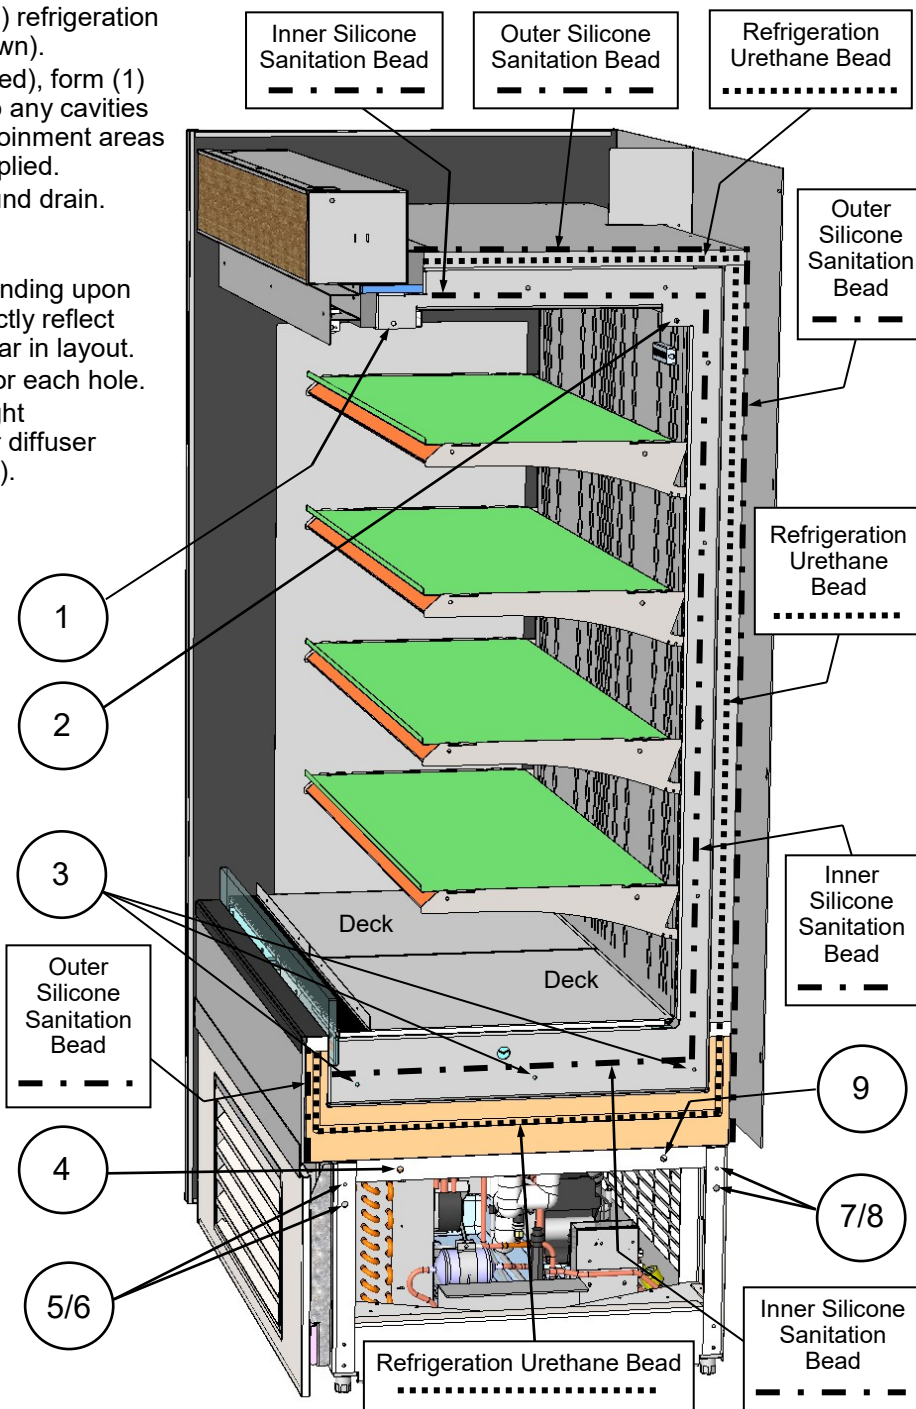 ) refrigration
wn).
ed), form (1)
o any cavities
oinment areas
plied.
und drain.
nding upon
ctly reflect
ar in layout.
or each hole.
ght
r diffuser
).
Inner Silicone
Sanitation Bead
Outer Silicone
Sanitation Bead
Refrigeration
Urethane Bead
Outer
Silicone
Sanitation
Bead
Refrigeration
Urethane
Bead
1
2
3
Deck
Deck
Inner
Silicone
Sanitation
Bead
Outer
Silicone
Sanitation
Bead
9
4
7/8
5/6
Refrigeration Urethane Bead
Inner Silicone
Sanitation
Bead